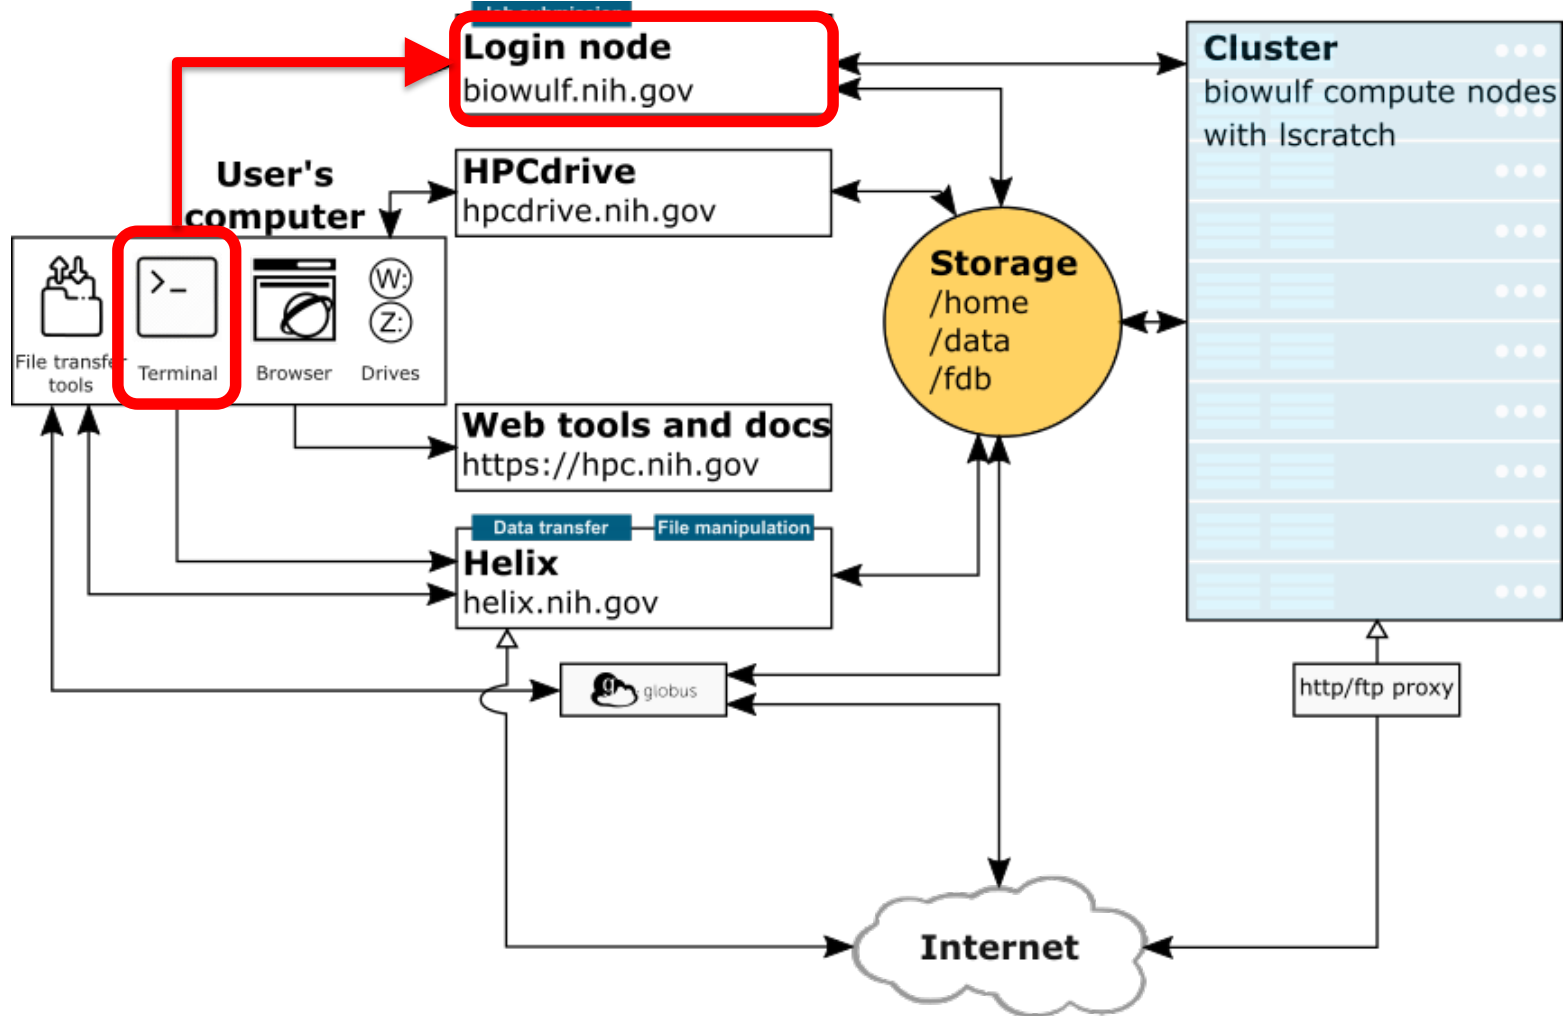 Job submission
Login node
biowulf.nih.gov
Cluster
biowulf compute nodes
with lscratch
User's
computer
HPCdrive
hpcdrive.nih.gov
>_
W:
Z:
File transfer
tools
Terminal
Browser
Drives
Storage
/home
/data
/fdb
Web tools and docs
https://hpc.nih.gov
Data transfer
File manipulation
Helix
helix.nih.gov
g globus
http/ftp proxy
Internet